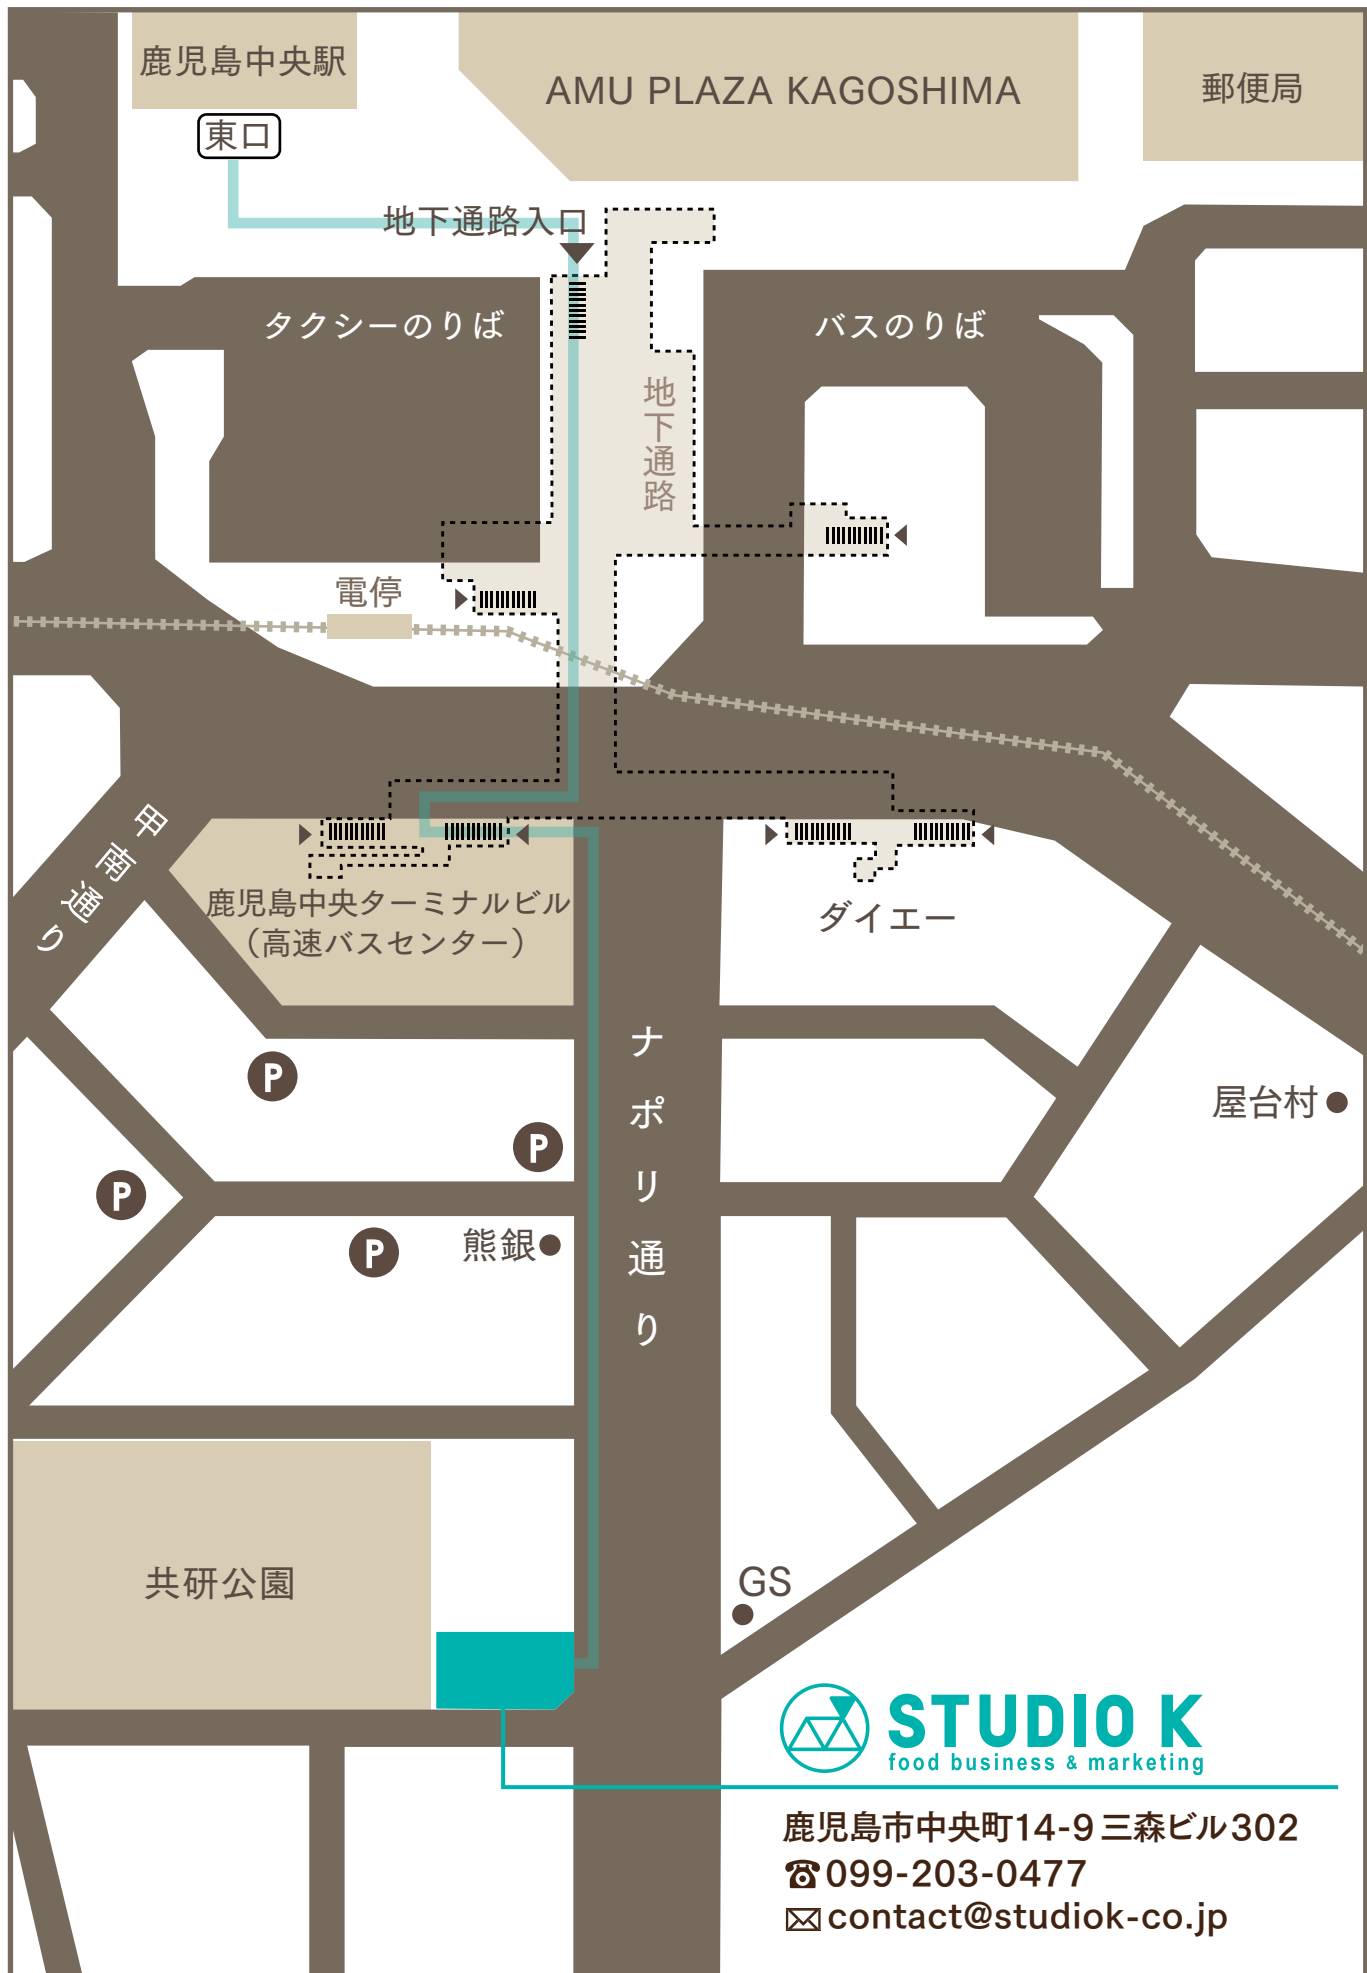 鹿児島中央駅
AMU PLAZA KAGOSHIMA
郵便局
東口
地下通路入口
タクシーのりば
バスのりば
地下通路
電停
甲南通り
鹿児島中央ターミナルビル
（高速バスセンター）
ダイエー
ナポリ通り
P
屋台村
P
P
熊銀
P
共研公園
GS
STUDIO K
food business & marketing
鹿児島市中央町14-9 三森ビル302
☎099-203-0477
✉contact@studiok-co.jp